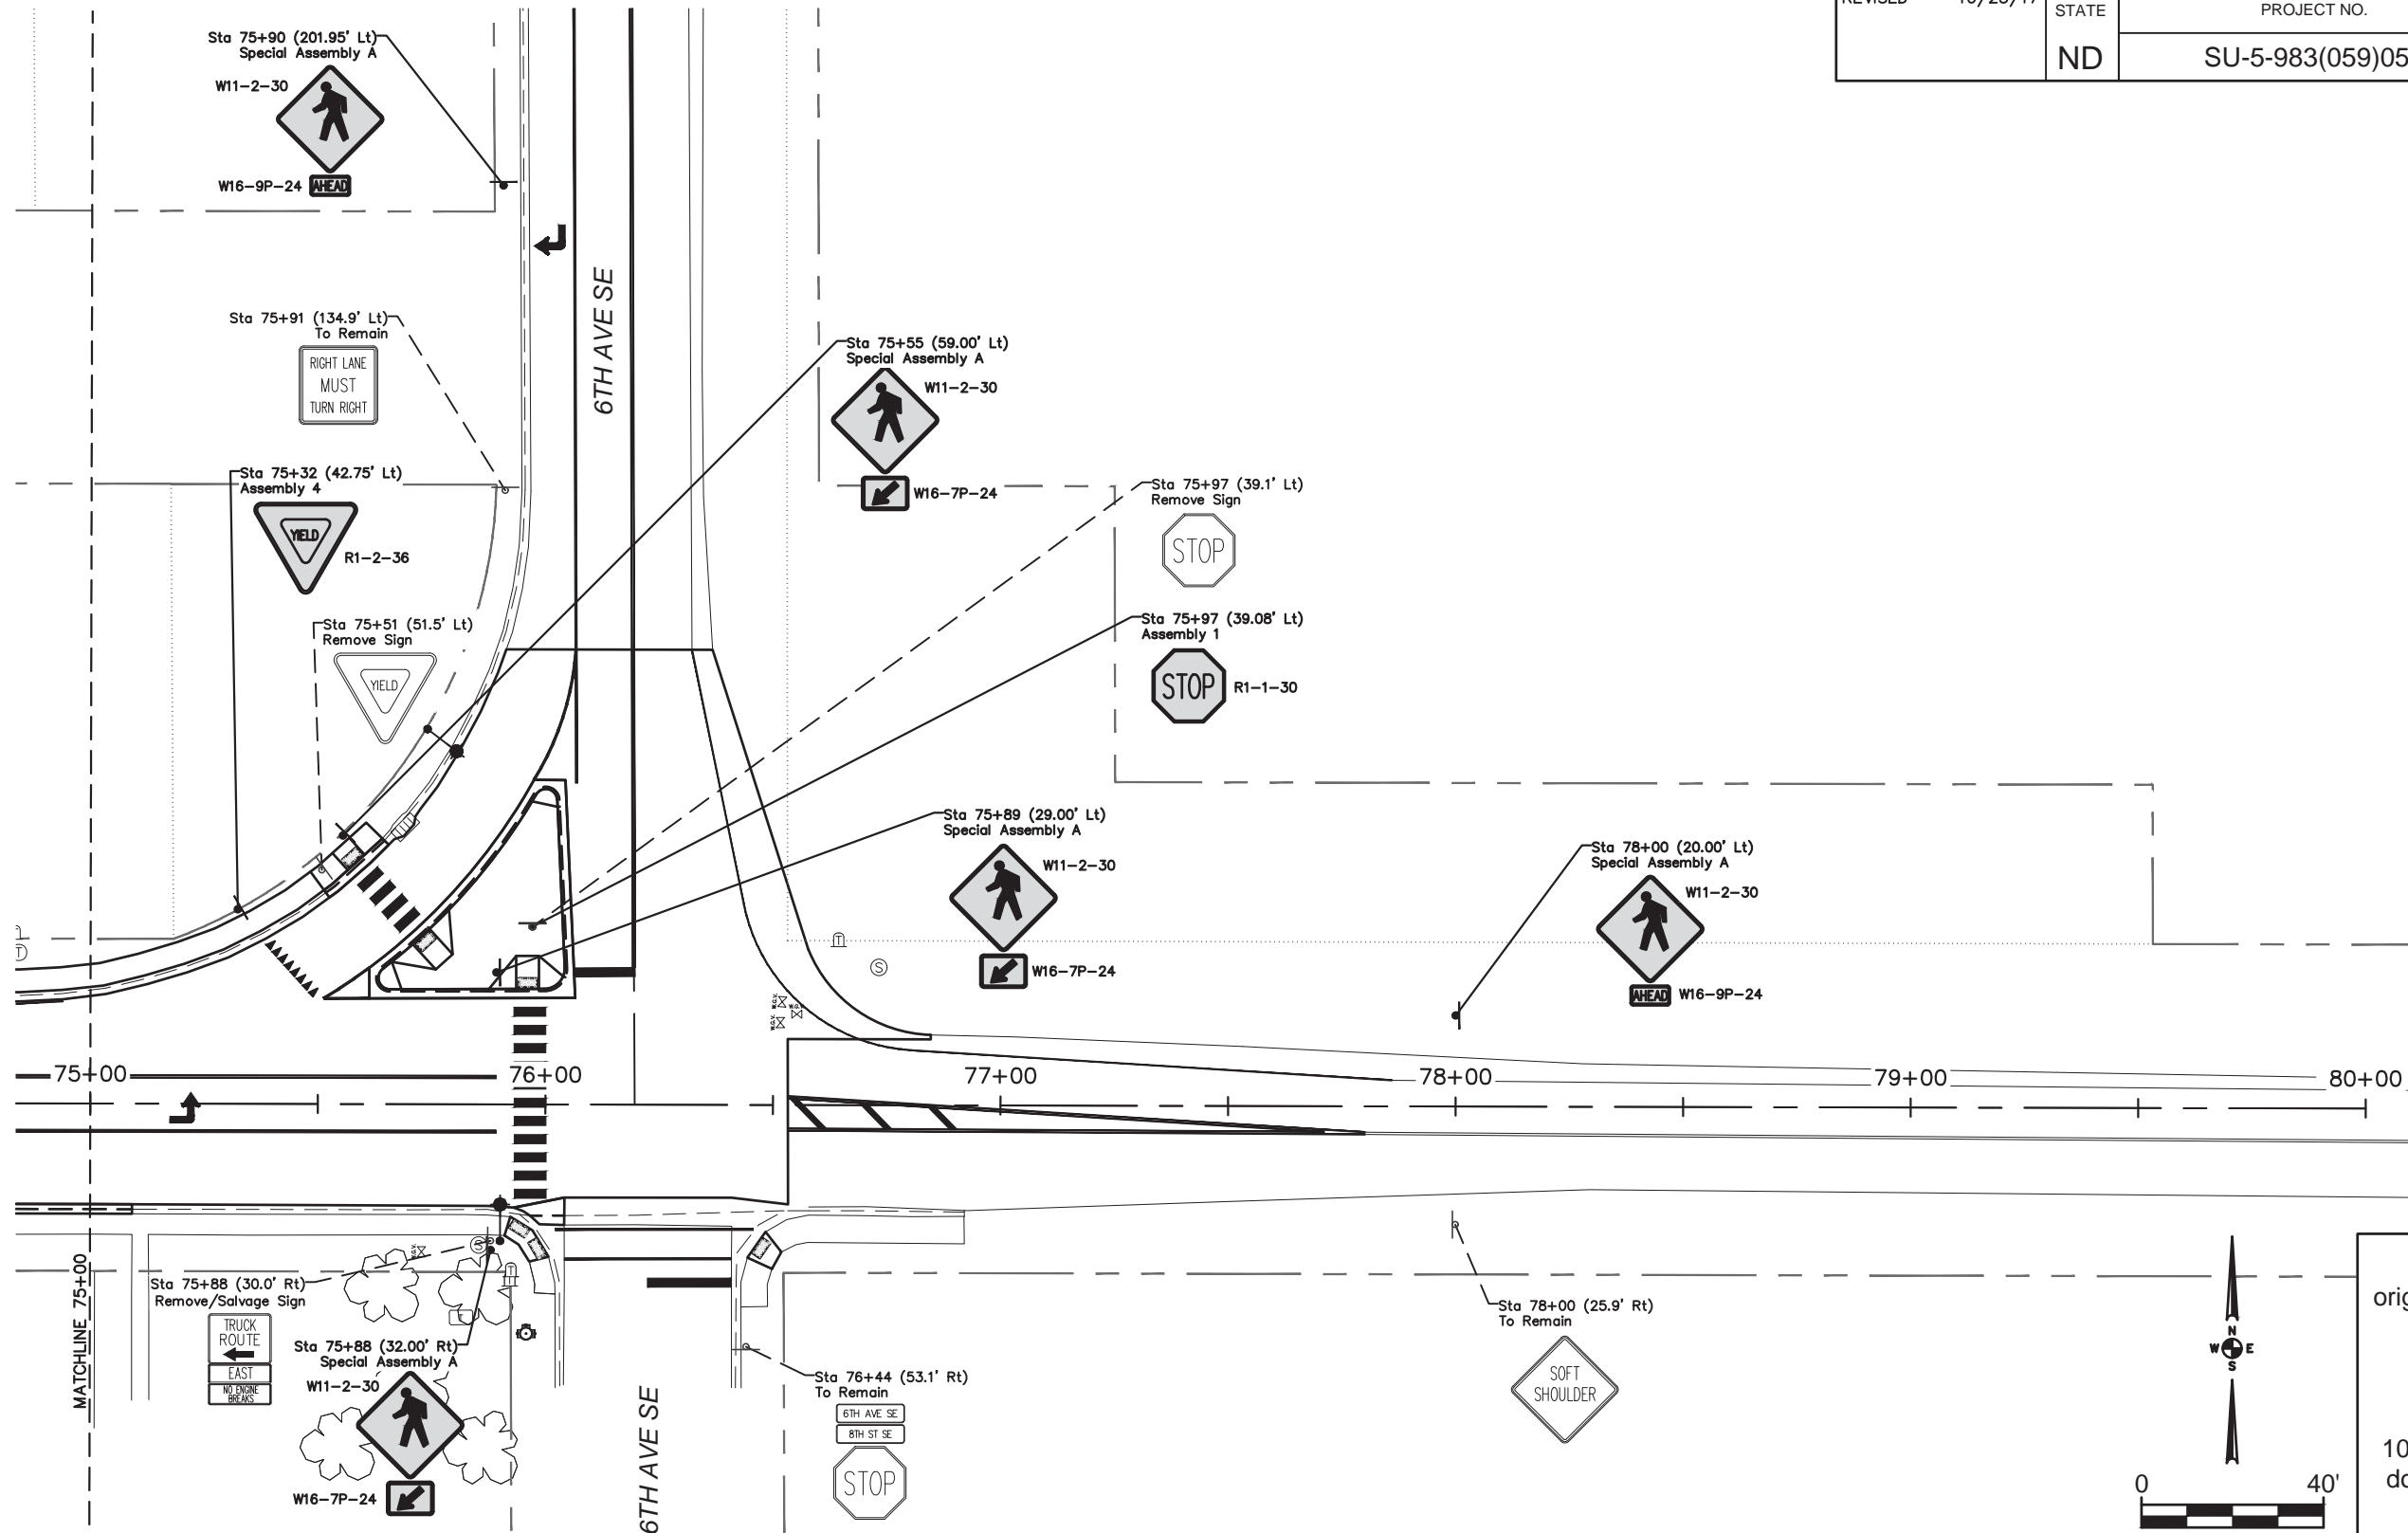 STATE
PROJECT NO.
ND
SU-5-983(059)05
Sta 75+90 (201.95' Lt)
Special Assembly A
W11-2-30
W16-9P-24
AHEAD
6TH AVE SE
Sta 75+91 (134.9' Lt)
To Remain
RIGHT LANE
MUST
TURN RIGHT
Sta 75+55 (59.00' Lt)
Special Assembly A
W11-2-30
W16-7P-24
Sta 75+32 (42.75' Lt)
Assembly 4
YIELD
R1-2-36
Sta 75+97 (39.1' Lt)
Remove Sign
STOP
Sta 75+51 (51.5' Lt)
Remove Sign
YIELD
Sta 75+97 (39.08' Lt)
Assembly 1
STOP
R1-1-30
Sta 75+89 (29.00' Lt)
Special Assembly A
W11-2-30
W16-7P-24
Sta 78+00 (20.00' Lt)
Special Assembly A
W11-2-30
AHEAD
W16-9P-24
T
T
S
W.G.V.
W.G.V.
W.G.V.
75+00
76+00
77+00
78+00
79+00
80+00
MATCHLINE 75+00
S
Sta 75+88 (30.0' Rt)
Remove/Salvage Sign
TRUCK
ROUTE
EAST
NO ENGINE
BREAKS
Sta 75+88 (32.00' Rt)
Special Assembly A
W11-2-30
W16-7P-24
6TH AVE SE
Sta 76+44 (53.1' Rt)
To Remain
6TH AVE SE
8TH ST SE
STOP
Sta 78+00 (25.9' Rt)
To Remain
SOFT
SHOULDER
N
W E
S
0 40'
orig
10
do